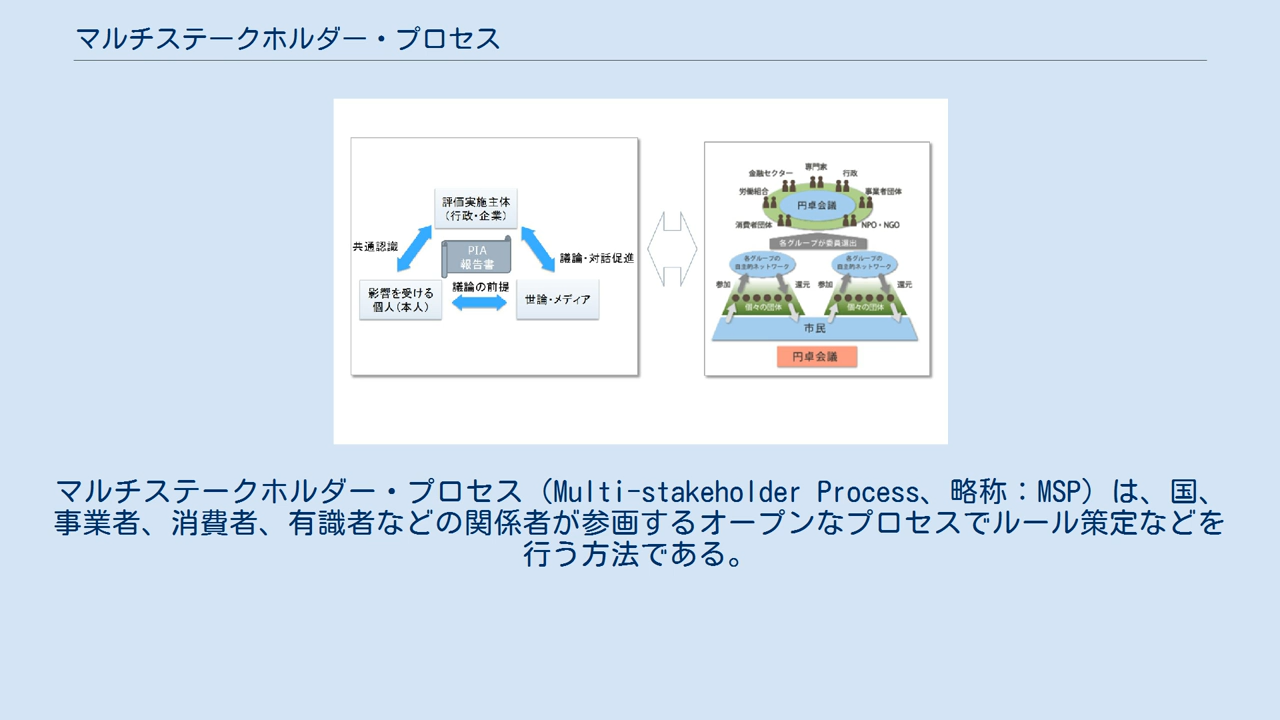 マルチステークホルダー・プロセス
評価実施主体
（行政・企業）
共通認識
PIA
報告書
議論・対話促進
影響を受ける
個人（本人）
議論の前提
世論・メディア
専門家
金融セクター
行政
労働組合
事業者団体
円卓会議
消費者団体
NPO・NGO
各グループが委員選出
各グループの
自主的ネットワーク
各グループの
自主的ネットワーク
参加
還元
参加
還元
個々の団体
個々の団体
市民
円卓会議
マルチステークホルダー・プロセス（Multi-stakeholder Process、略称：MSP）は、国、
事業者、消費者、有識者などの関係者が参画するオープンなプロセスでルール策定などを
行う方法である。